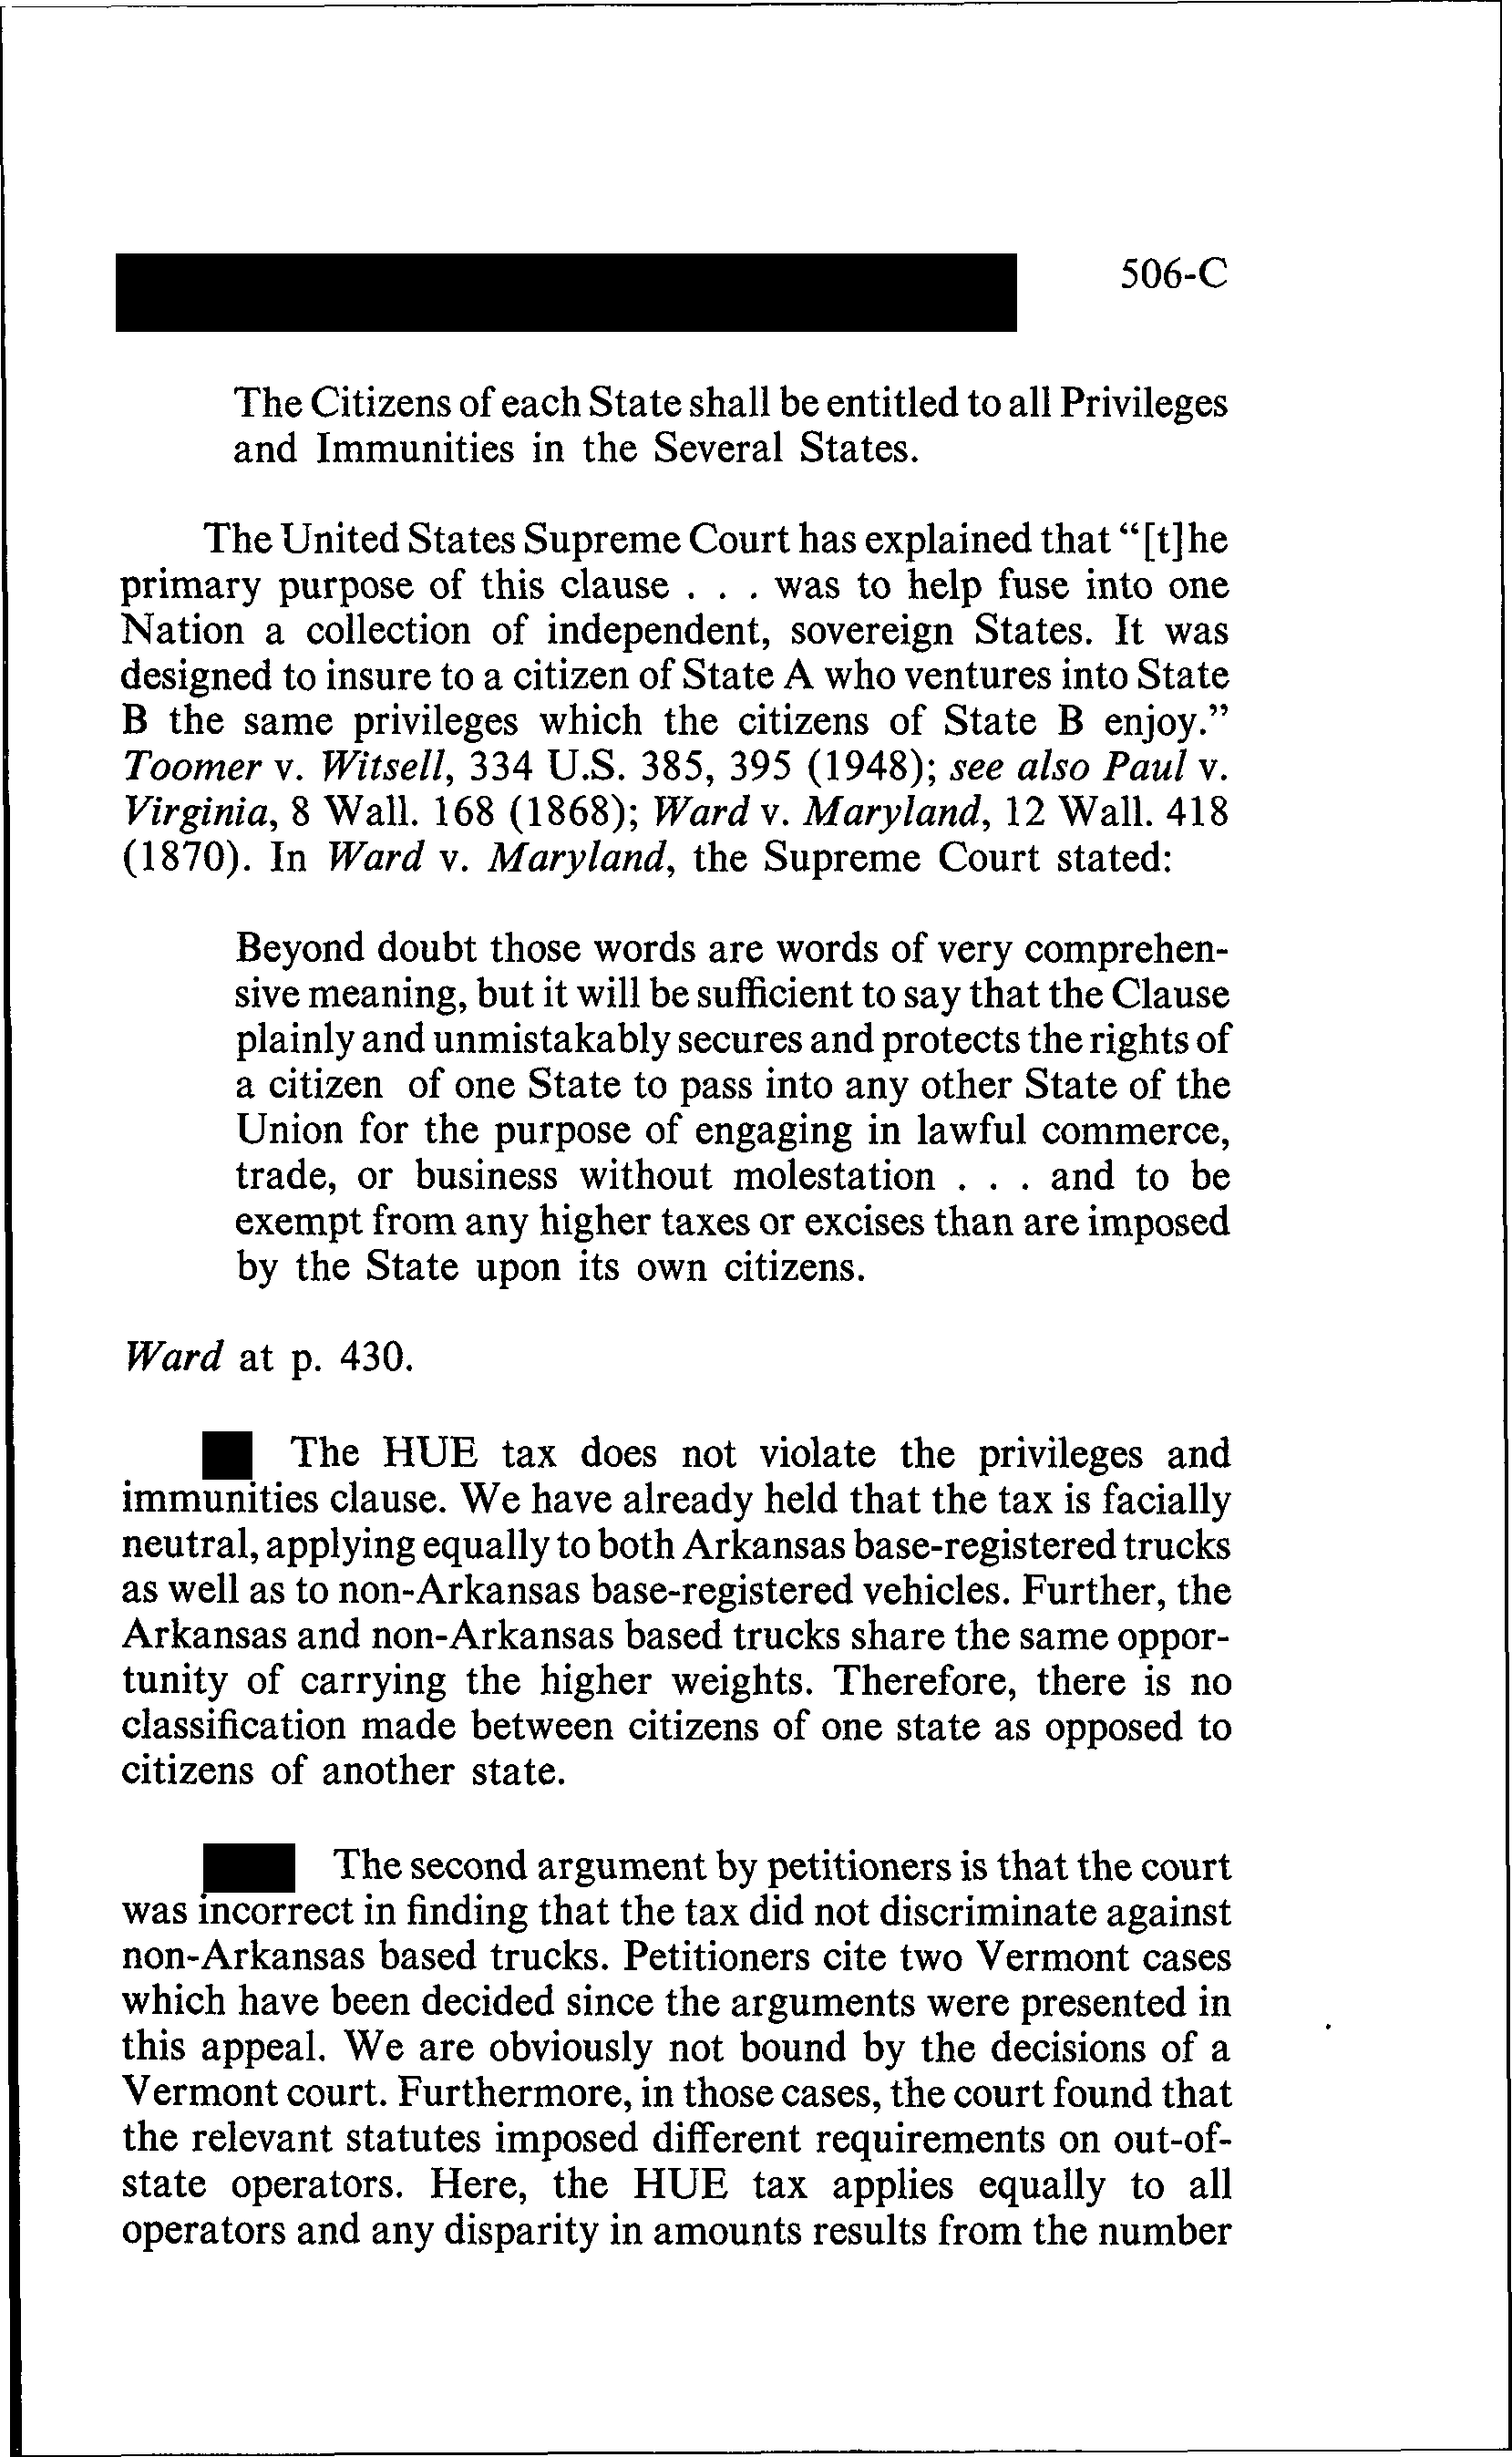 506-C
The Citizens of each State shall be entitled to all Privileges
and Immunities in the Several States.
The United States Supreme Court has explained that “[t]he
primary purpose of this clause . . . was to help fuse into one
Nation a collection of independent, sovereign States. It was
designed to insure to a citizen of State A who ventures into State
B the same privileges which the citizens of State B enjoy.”
Toomer v. Witsell, 334 U.S. 385, 395 (1948); see also Paul v.
Virginia, 8 Wall. 168 (1868); Ward v. Maryland, 12 Wall. 418
(1870). In Ward v. Maryland, the Supreme Court stated:
Beyond doubt those words are words of very comprehen-
sive meaning, but it will be sufficient to say that the Clause
plainly and unmistakably secures and protects the rights of
a citizen of one State to pass into any other State of the
Union for the purpose of engaging in lawful commerce,
trade, or business without molestation . . . and to be
exempt from any higher taxes or excises than are imposed
by the State upon its own citizens.
Ward at p. 430.
The HUE tax does not violate the privileges and
immunities clause. We have already held that the tax is facially
neutral, applying equally to both Arkansas base-registered trucks
as well as to non-Arkansas base-registered vehicles. Further, the
Arkansas and non-Arkansas based trucks share the same oppor-
tunity of carrying the higher weights. Therefore, there is no
classification made between citizens of one state as opposed to
citizens of another state.
The second argument by petitioners is that the court
was incorrect in finding that the tax did not discriminate against
non-Arkansas based trucks. Petitioners cite two Vermont cases
which have been decided since the arguments were presented in
this appeal. We are obviously not bound by the decisions of a
Vermont court. Furthermore, in those cases, the court found that
the relevant statutes imposed different requirements on out-of-
state operators. Here, the HUE tax applies equally to all
operators and any disparity in amounts results from the number